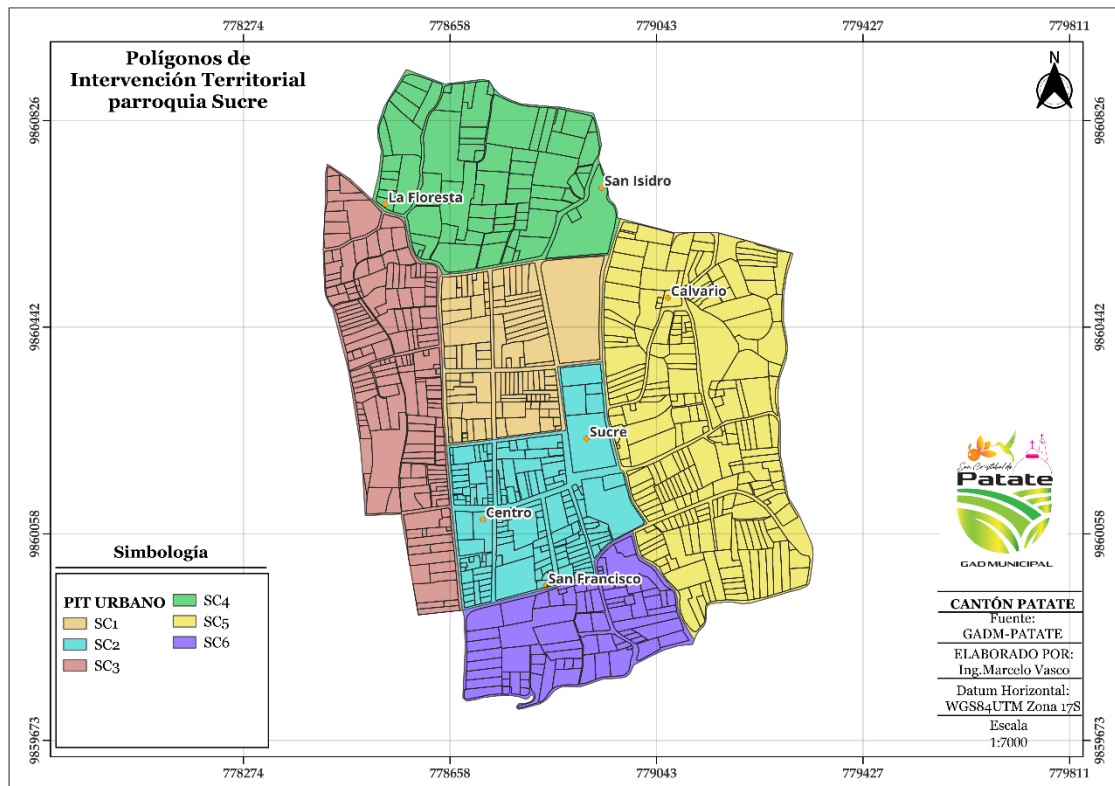 778274
778658
779043
779427
779811
Polígonos de
Intervención Territorial
parroquia Sucre
N
9860826
9860826
San Isidro
La Floresta
Calvario
9860442
9860442
Sucre
San Cristobal de
Patate
GAD MUNICIPAL
Centro
9860058
9860058
San Francisco
Simbología
PIT URBANO
SC1
SC2
SC3
SC4
SC5
SC6
CANTÓN PATATE
Fuente:
GADM-PATATE
ELABORADO POR:
Ing.Marcelo Vasco
Datum Horizontal:
WGS84UTM Zona 17S
Escala
1:7000
9859673
9859673
778274
778658
779043
779427
779811